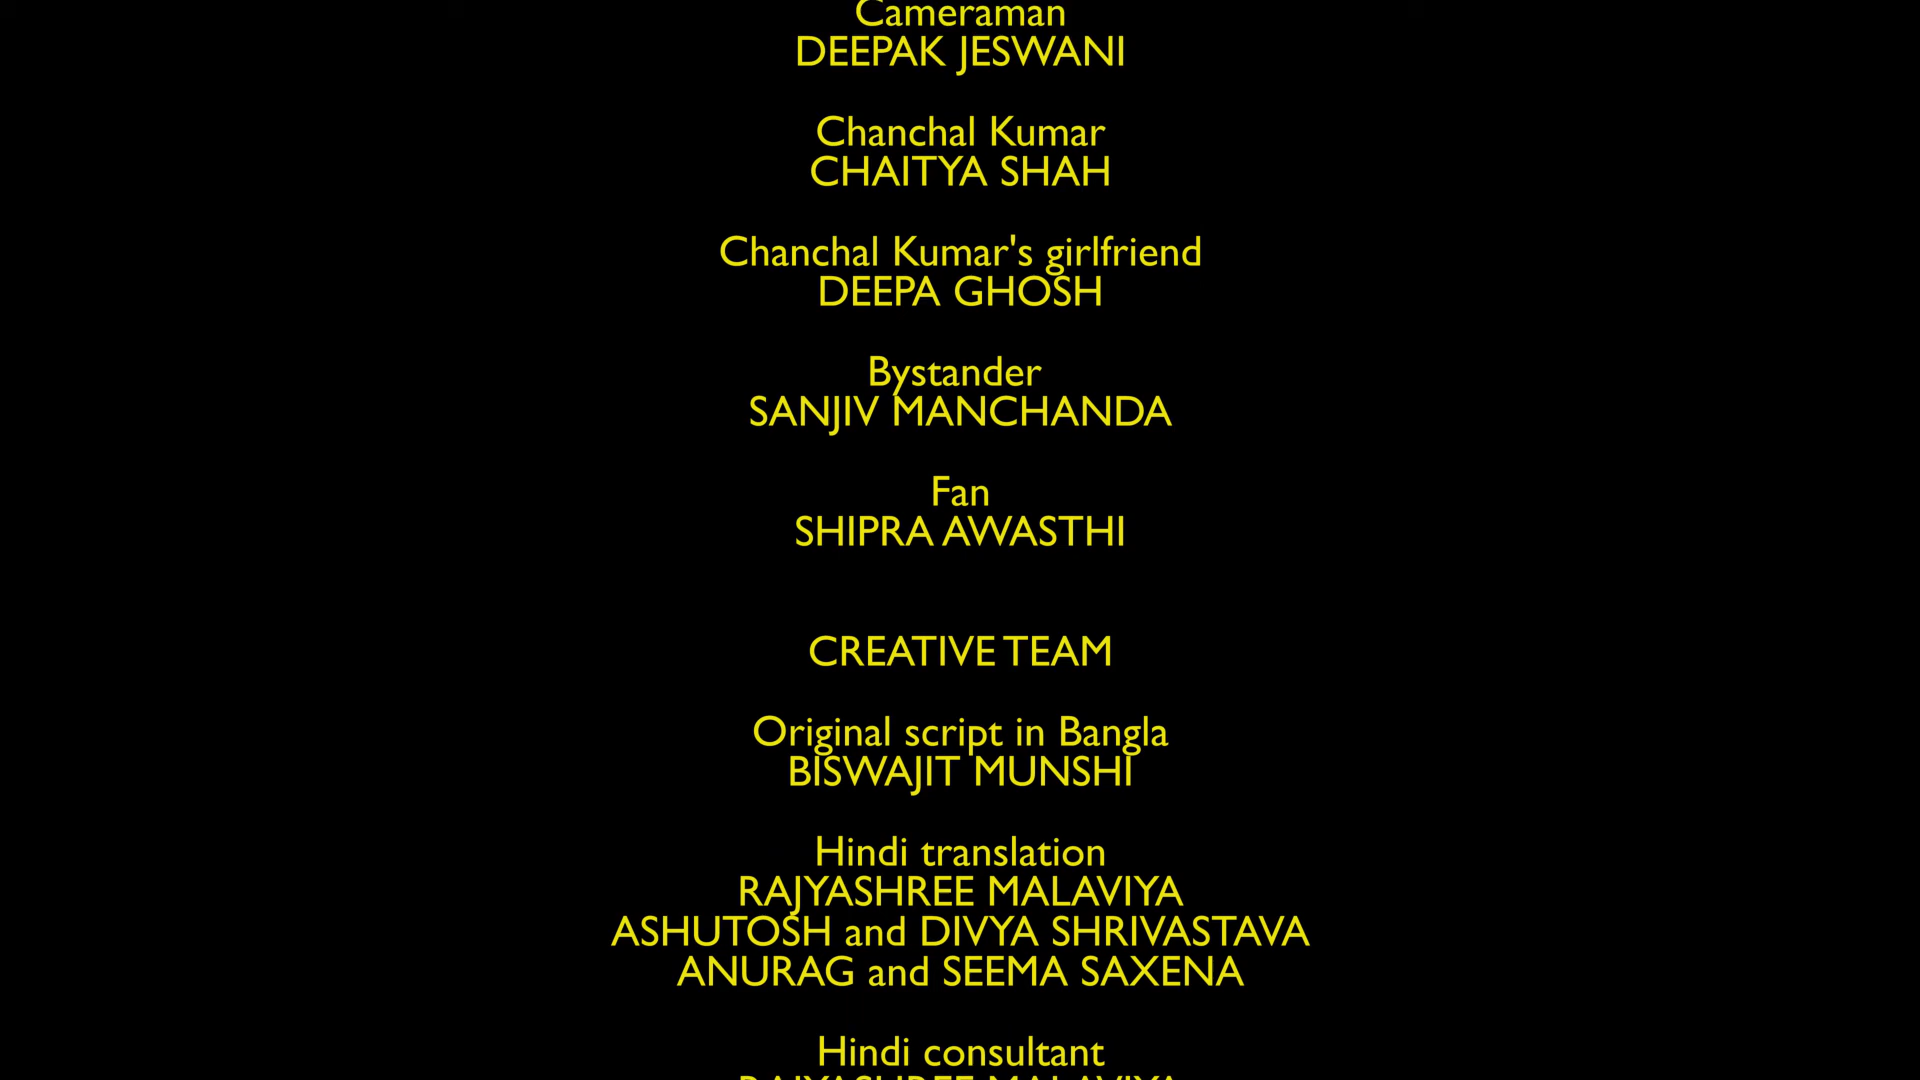 Cameraman
DEEPAK JESWANI
Chanchal Kumar
CHAITYA SHAH
Chanchal Kumar's girlfriend
DEEPA GHOSH
Bystander
SANJIV MANCHANDA
Fan
SHIPRA AWASTHI
CREATIVE TEAM
Original script in Bangla
BISWAJIT MUNSHI
Hindi translation
RAJYASHREE MALAVIYA
ASHUTOSH and DIVYA SHRIVASTAVA
ANURAG and SEEMA SAXENA
Hindi consultant
RAJYASHREE MALAVIYA